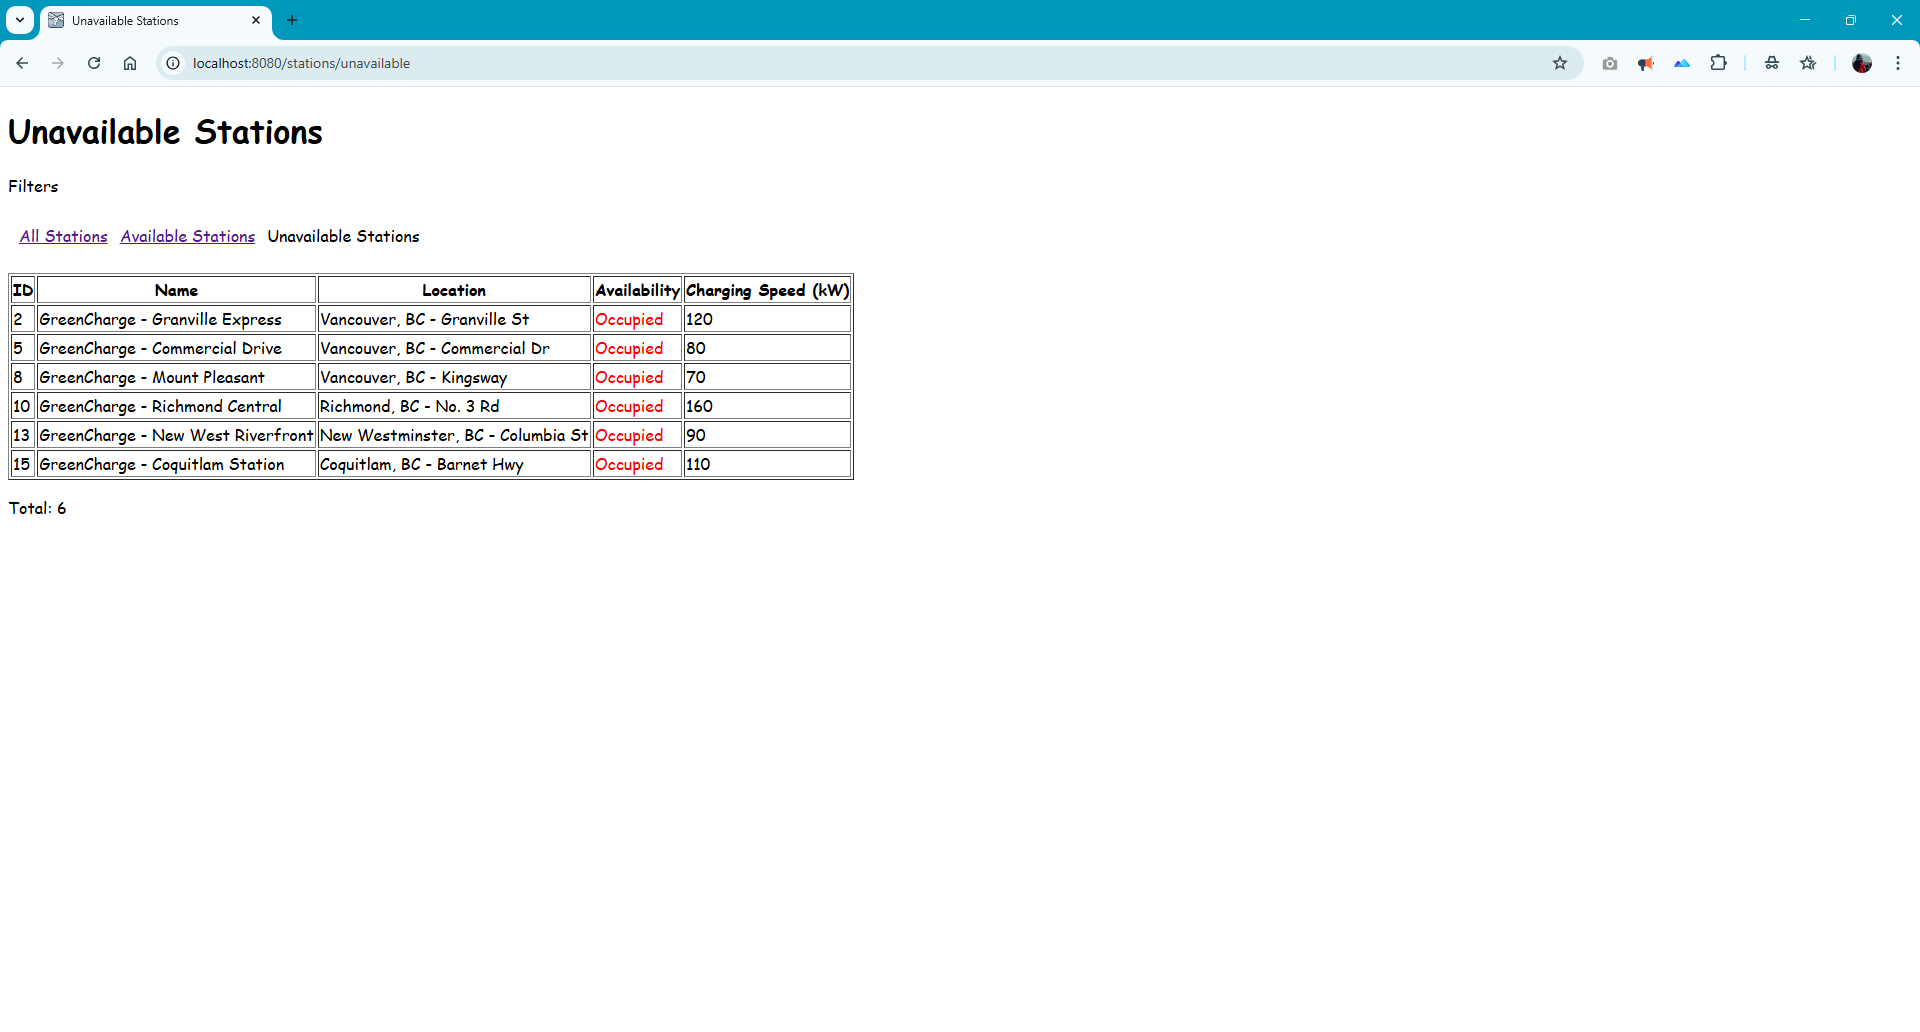 Unavailable Stations
localhost:8080/stations/unavailable
Unavailable Stations
Filters
All Stations Available Stations Unavailable Stations
ID Name Location Availability Charging Speed (kW)
2 GreenCharge - Granville Express Vancouver, BC - Granville St Occupied 120
5 GreenCharge - Commercial Drive Vancouver, BC - Commercial Dr Occupied 80
8 GreenCharge - Mount Pleasant Vancouver, BC - Kingsway Occupied 70
10 GreenCharge - Richmond Central Richmond, BC - No. 3 Rd Occupied 160
13 GreenCharge - New West Riverfront New Westminster, BC - Columbia St Occupied 90
15 GreenCharge - Coquitlam Station Coquitlam, BC - Barnet Hwy Occupied 110
Total: 6